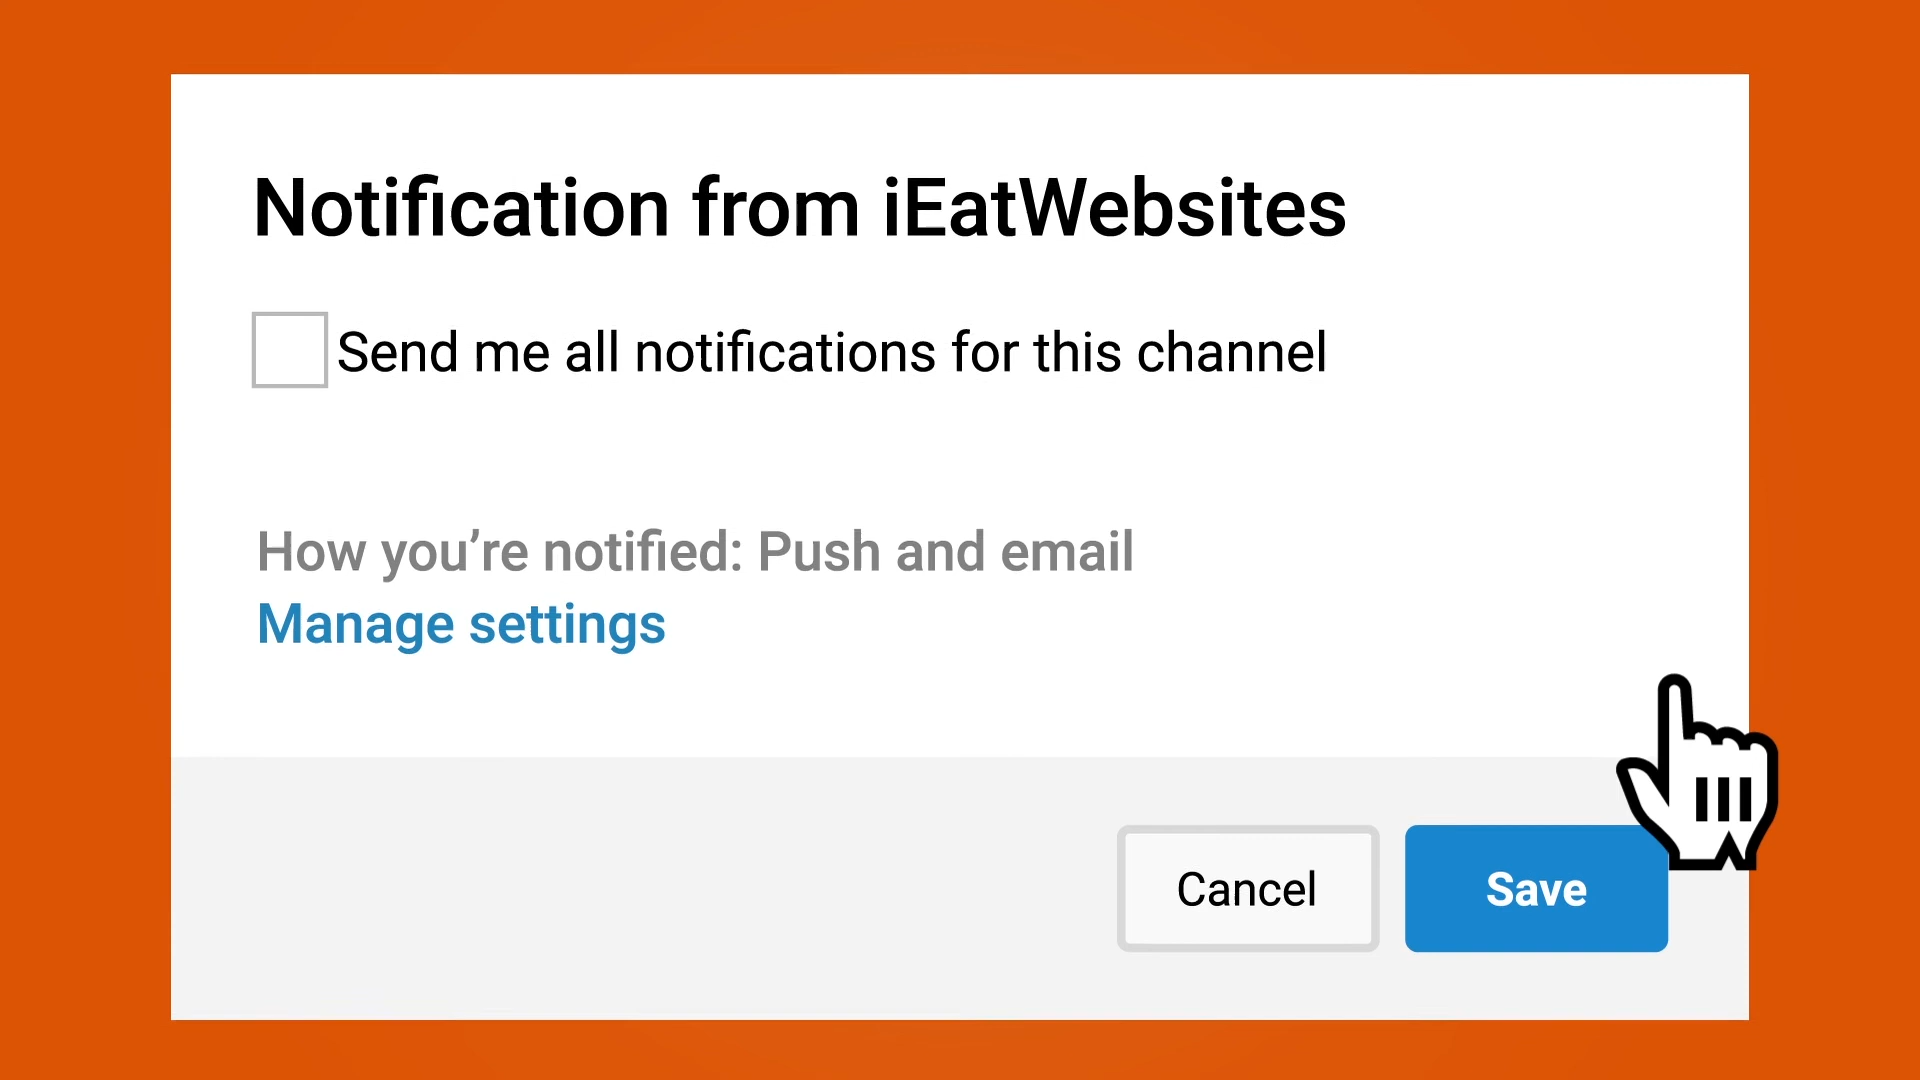 Notification from iEatWebsites
Send me all notifications for this channel
How you’re notified: Push and email
Manage settings
Cancel
Save